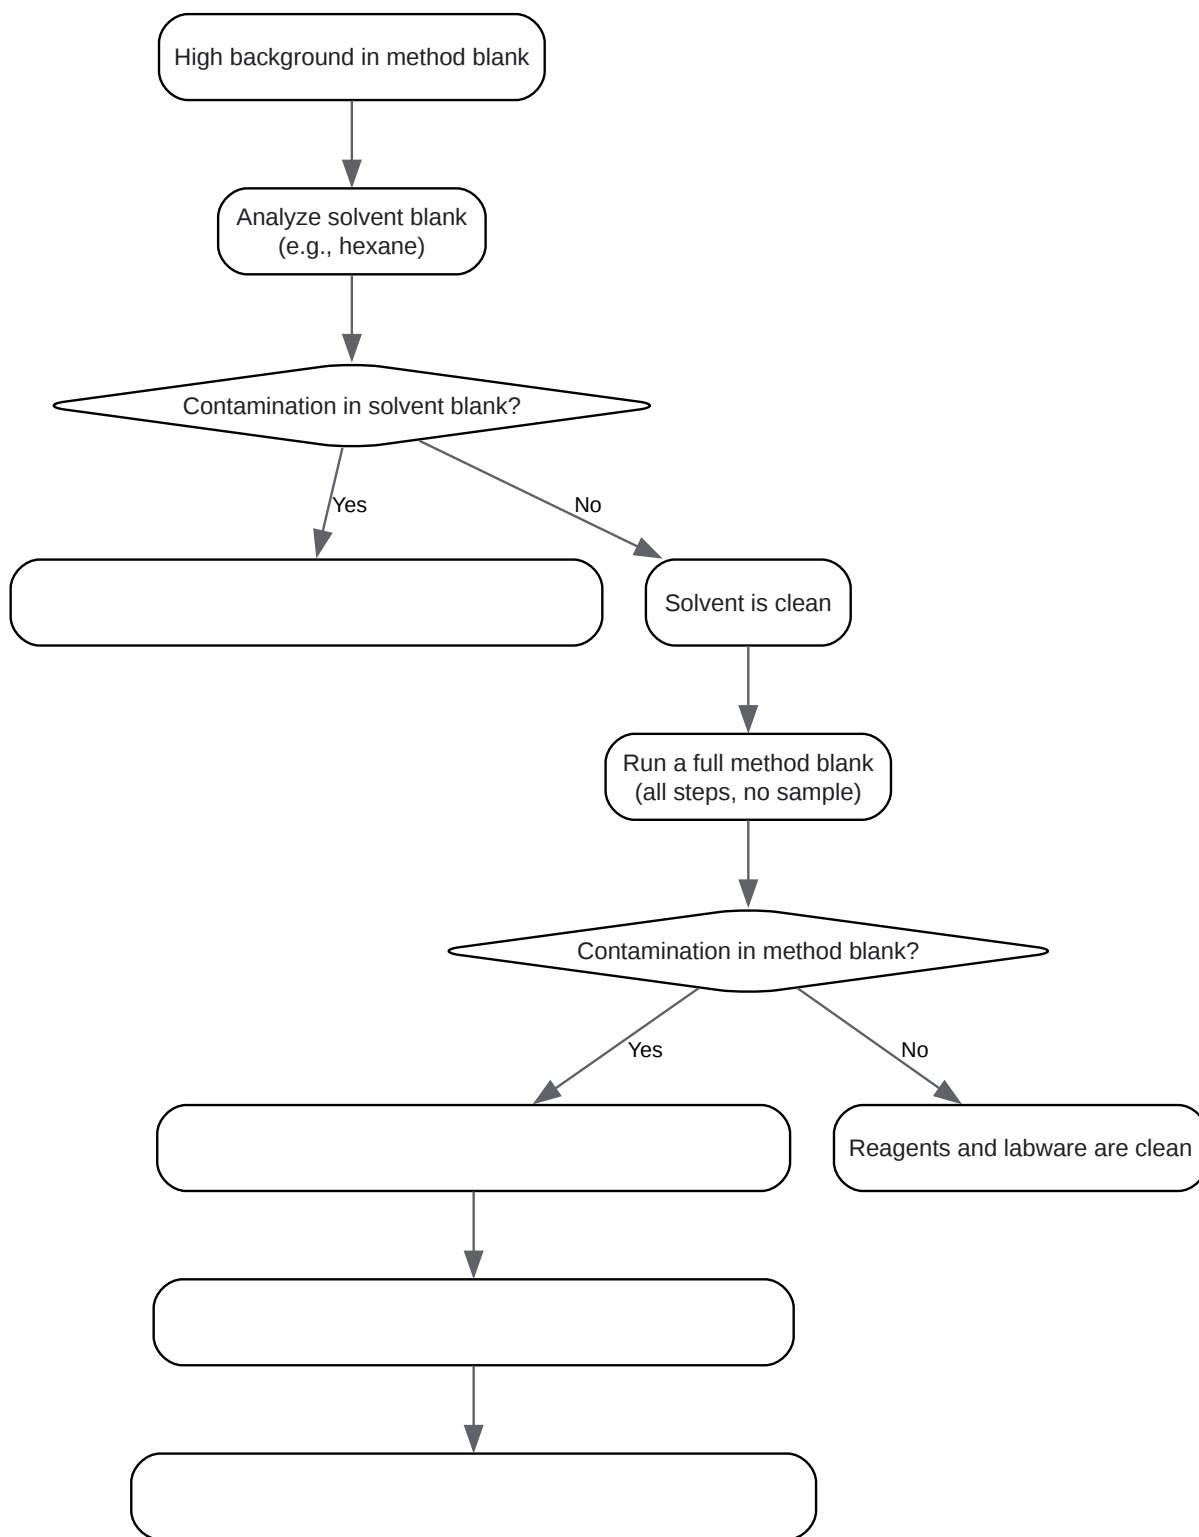 High background in method blank
Analyze solvent blank
(e.g., hexane)
Contamination in solvent blank?
Yes
No
Solvent is clean
Run a full method blank
(all steps, no sample)
Contamination in method blank?
Yes
No
Reagents and labware are clean